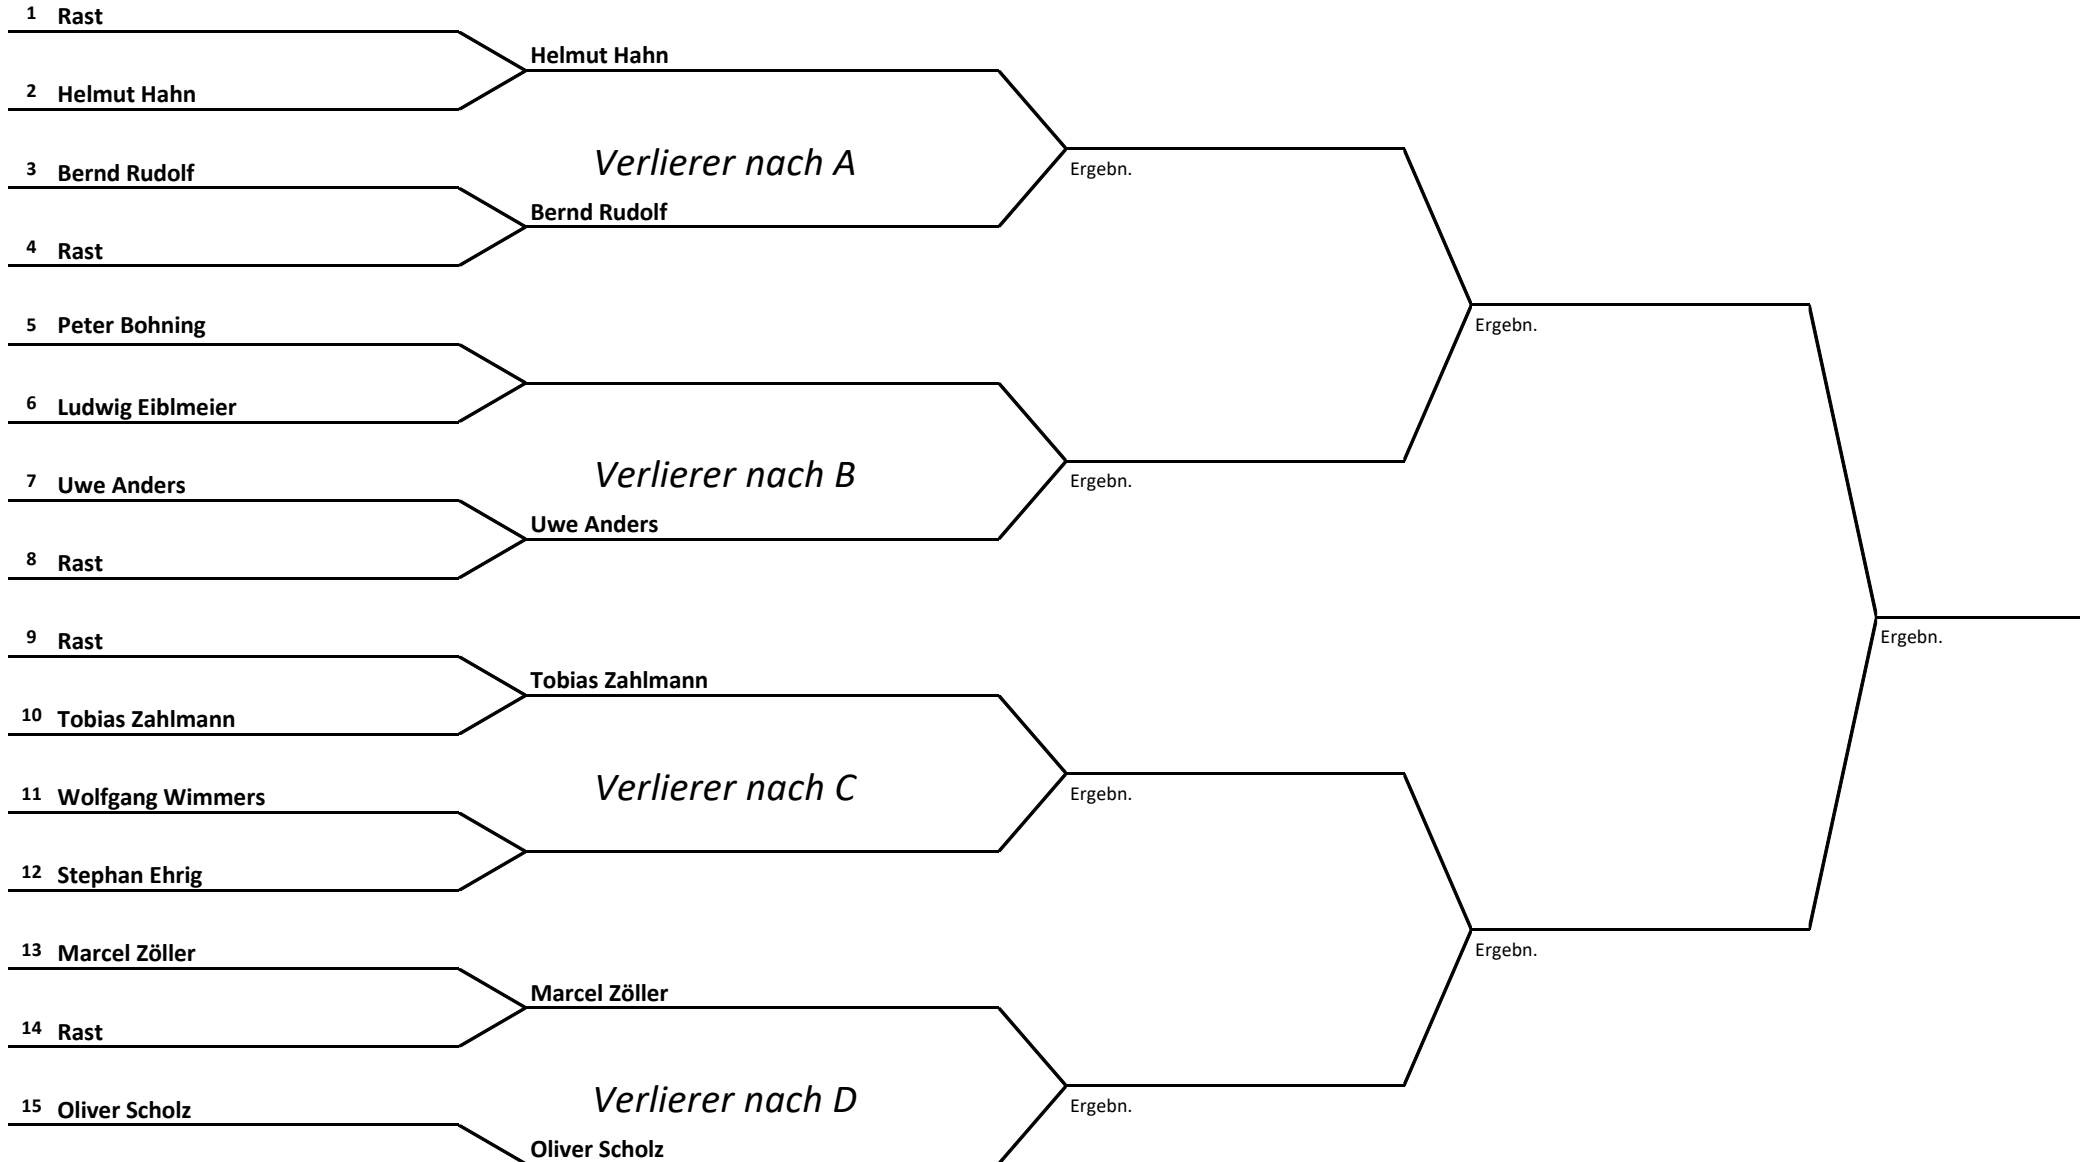 1 Rast
Helmut Hahn
2 Helmut Hahn
Verlierer nach A
3 Bernd Rudolf
Ergebn.
Bernd Rudolf
4 Rast
5 Peter Bohning
Ergebn.
6 Ludwig Eiblmeier
Verlierer nach B
7 Uwe Anders
Ergebn.
Uwe Anders
8 Rast
9 Rast
Ergebn.
Tobias Zahlmann
10 Tobias Zahlmann
Verlierer nach C
11 Wolfgang Wimmers
Ergebn.
12 Stephan Ehrig
13 Marcel Zöller
Ergebn.
Marcel Zöller
14 Rast
Verlierer nach D
15 Oliver Scholz
Ergebn.
Oliver Scholz